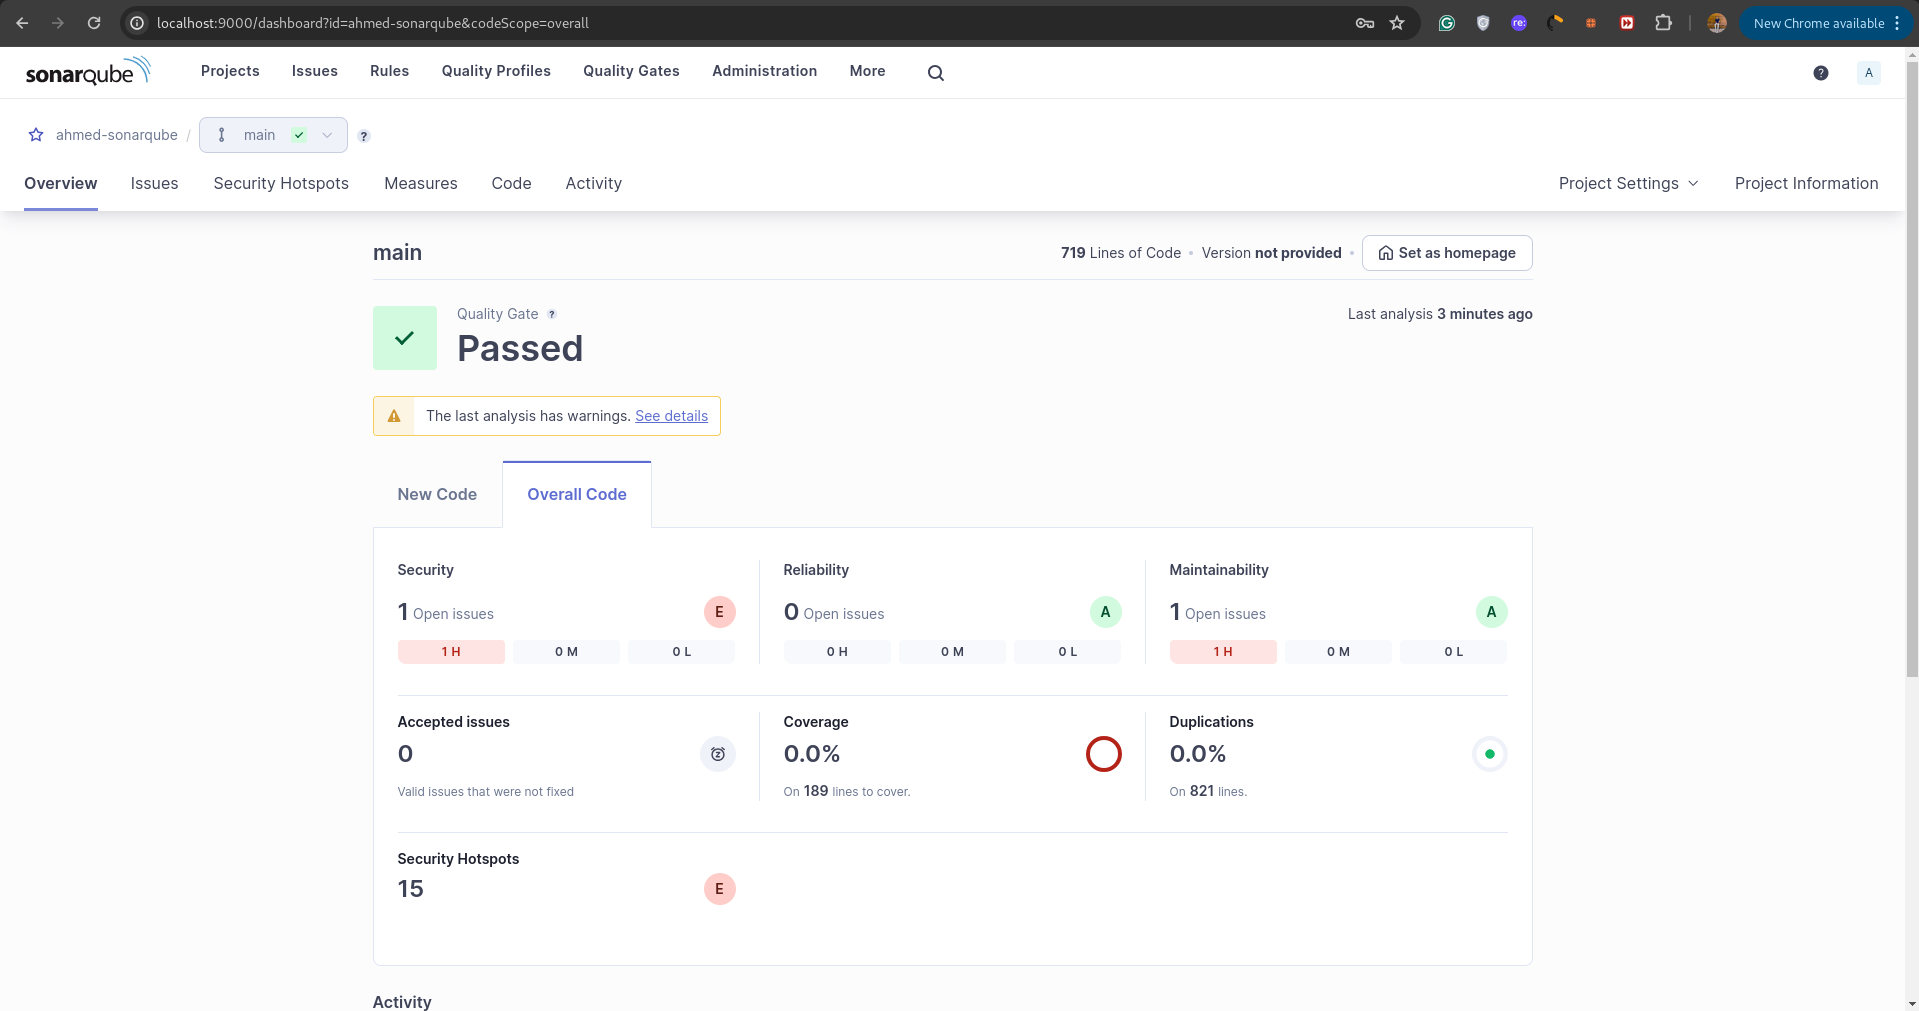 localhost:9000/dashboard?id=ahmed-sonarqube&codeScope=overall
re:
New Chrome available
sonarqube
Projects Issues Rules Quality Profiles Quality Gates Administration More
? A
ahmed-sonarqube / main ?
Overview Issues Security Hotspots Measures Code Activity Project Settings Project Information
main
719 Lines of Code • Version not provided • Set as homepage
Quality Gate ?
Last analysis 3 minutes ago
Passed
The last analysis has warnings. See details
New Code Overall Code
Security Reliability Maintainability
1 Open issues E 0 Open issues A 1 Open issues A
1 H 0 M 0 L 0 H 0 M 0 L 1 H 0 M 0 L
Accepted issues Coverage Duplications
0 0.0% 0.0%
Valid issues that were not fixed On 189 lines to cover. On 821 lines.
Security Hotspots
15 E
Activity